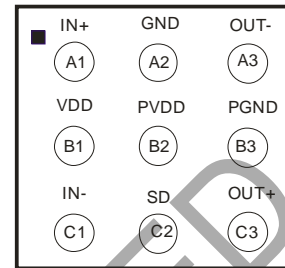 IN+ GND OUT-
A1 A2 A3
VDD PVDD PGND
B1 B2 B3
IN- SD OUT+
C1 C2 C3